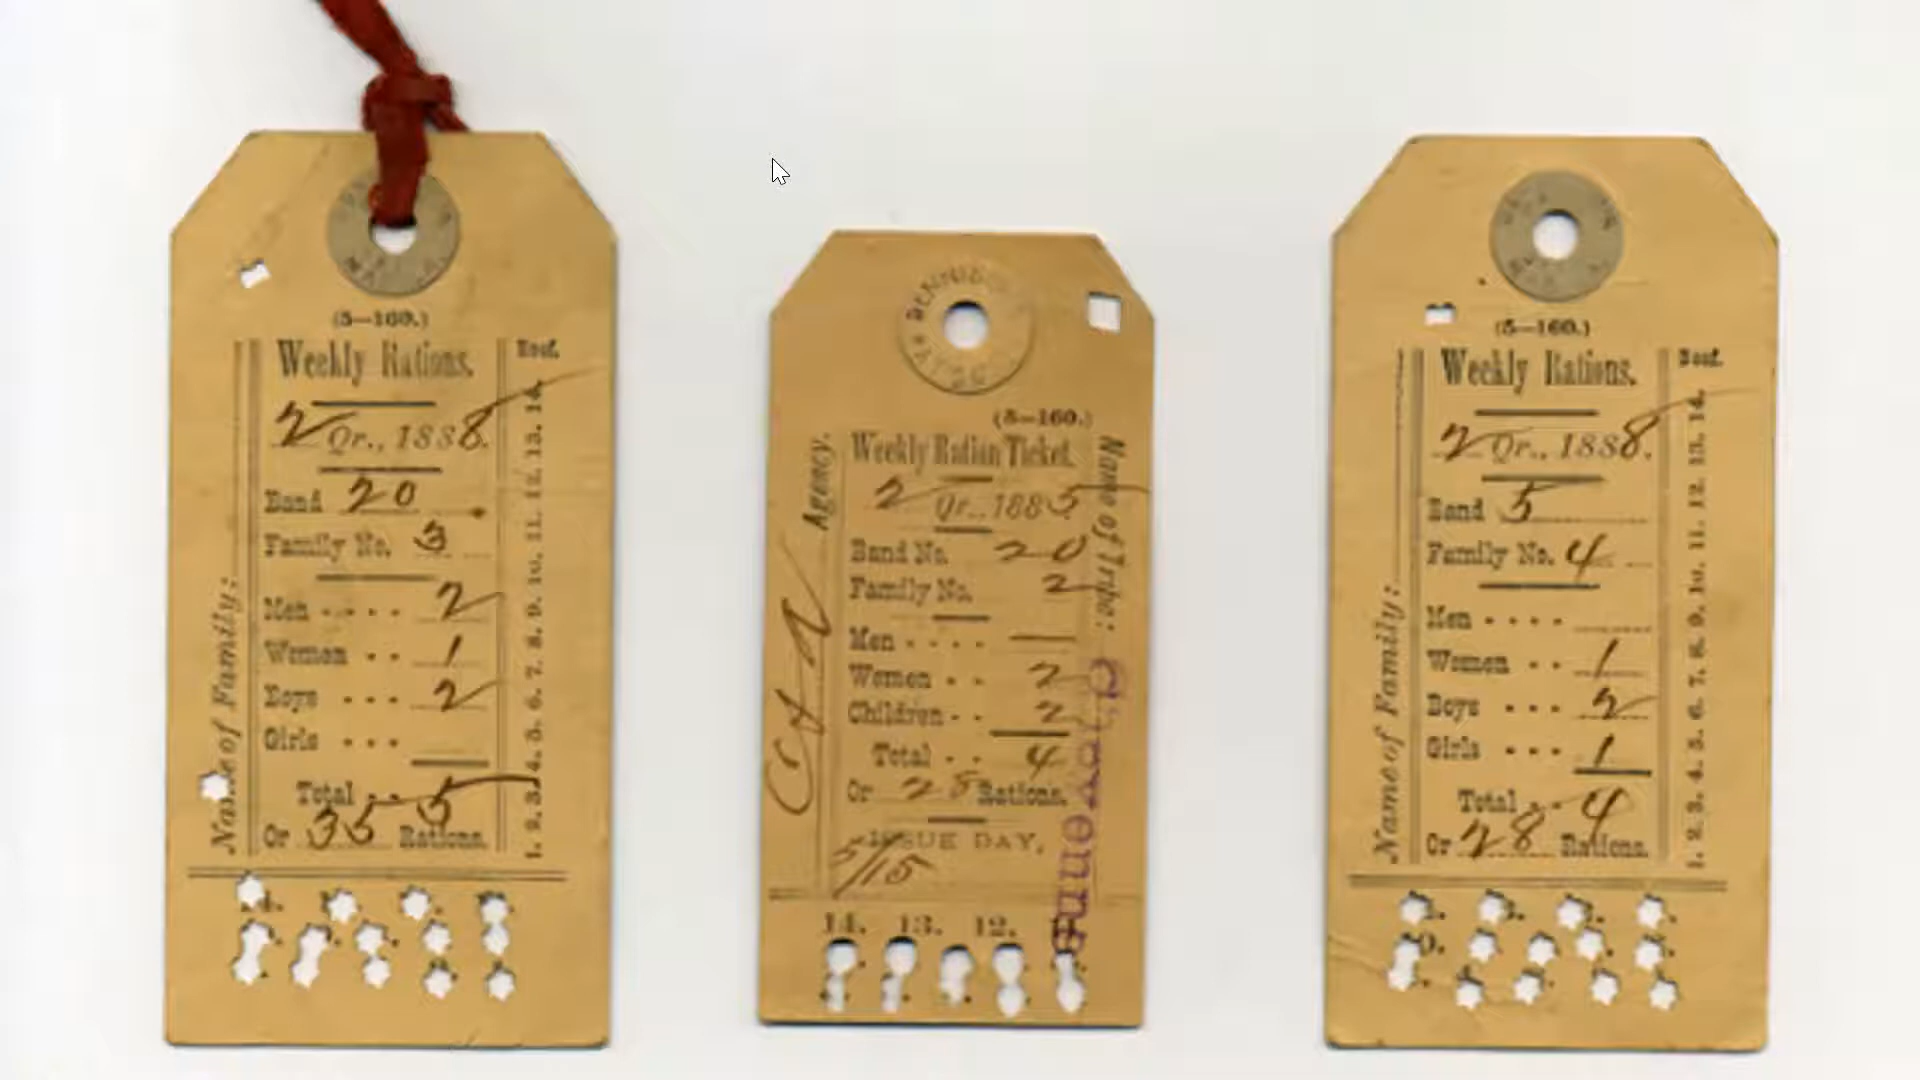 (5—160.)
Weekly Rations.
Beef.
2 Qr., 1888.
Band 20
Family No. 3
Men .... 2
Women .. 1
Boys ... 2
Girls ...
Total .. 5
Or 35 Rations.
Name of Family:
1. 2. 3. 4. 5. 6. 7. 8. 9. 10. 11. 12. 13. 14.
DENNISON
(5—160.)
Weekly Ration Ticket.
2 Qr., 1885
Band No. 20
Family No. 2
Men ....
Women .. 2
Children .. 2
Total .. 4
Or 28 Rations.
ISSUE DAY,
5/15
Agency.
C & A
Name of Tribe:
Cheyenne
14. 13. 12.
(5—160.)
Weekly Rations.
Beef.
2 Qr., 1888.
Band 5
Family No. 4
Men ....
Women .. 1
Boys ... 2
Girls ... 1
Total .. 4
Or 28 Rations.
Name of Family:
1. 2. 3. 4. 5. 6. 7. 8. 9. 10. 11. 12. 13. 14.